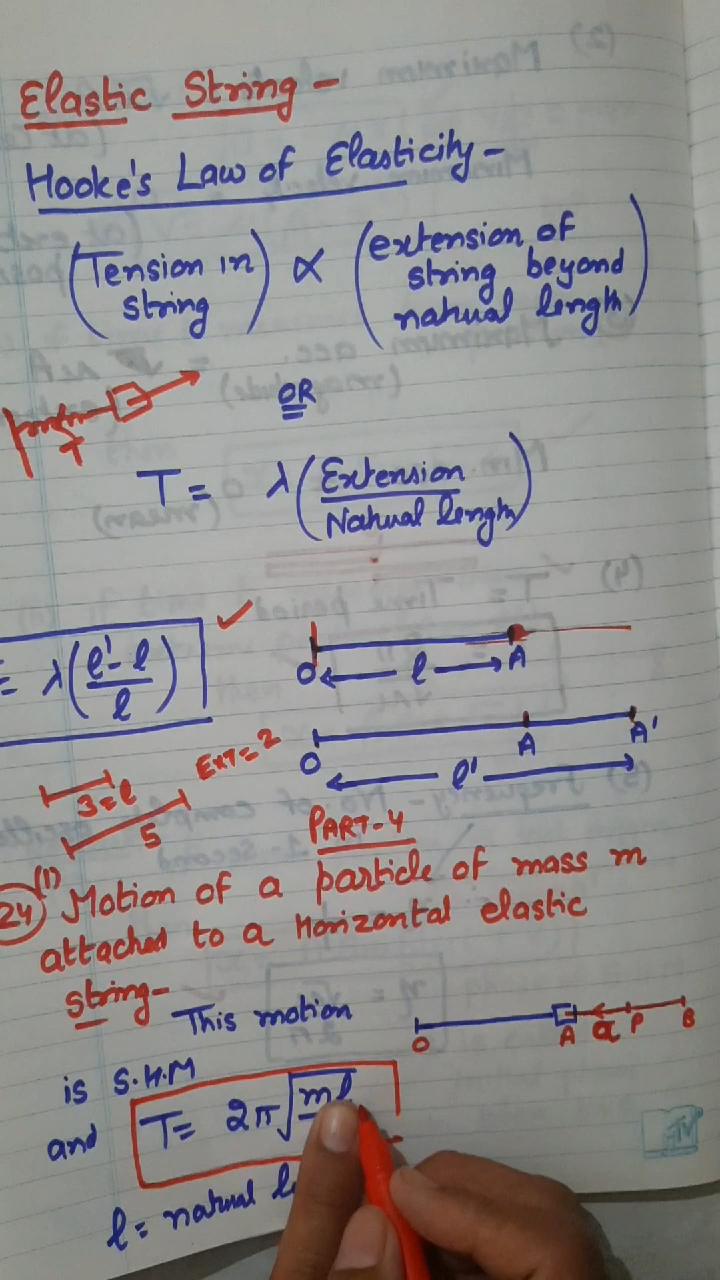 Elastic String -
Hooke's Law of Elasticity -
(Tension in string) ∝ (extension of string beyond natural length)
T
OR
T = λ(Extension / Natural length)
= λ(l' - l / l) ✓
O l A
O A A'
l'
3 = l
5
Ext = 2
PART-4
24 (1) Motion of a particle of mass m
attached to a Horizontal elastic
string -
This motion
O A x P B
is S.H.M
and T = 2π√ml
l = natural